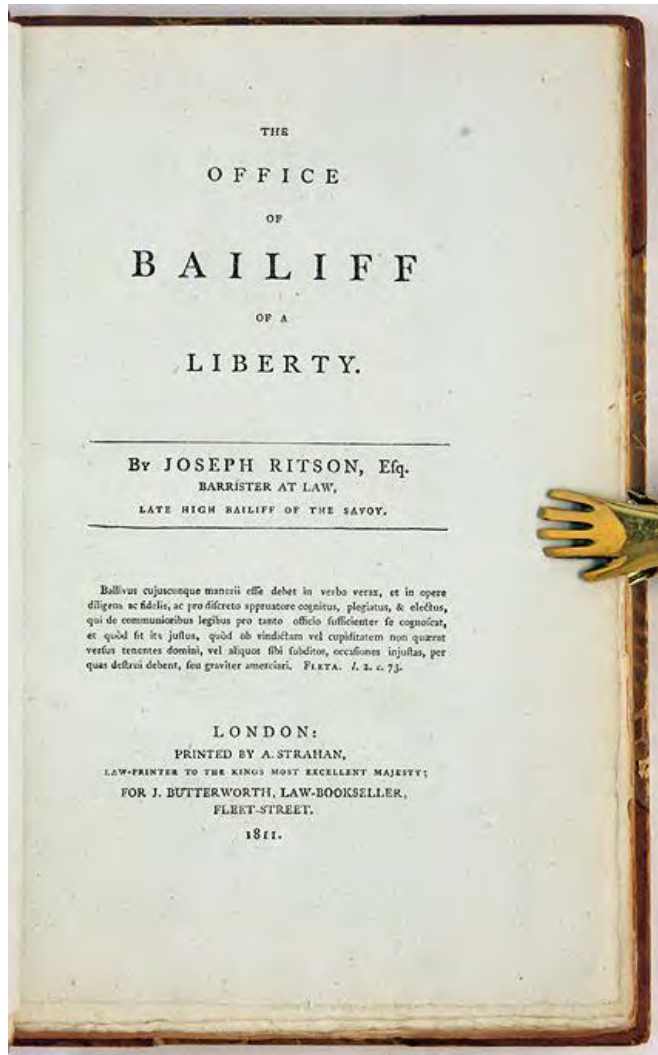 THE
OFFICE
OF
BAILIFF
OF A
LIBERTY.
By JOSEPH RITSON, Eſq.
BARRISTER AT LAW,
LATE HIGH BAILIFF OF THE SAVOY.
Ballivus cujuſcunque manerii eſſe debet in verbo verax, et in opere
diligens ac fidelis, ac pro diſcreto appruatore cognitus, plegiatus, & electus,
qui de communioribus legibus pro tanto officio ſufficienter ſe cognoſcat,
et quòd ſit ita juſtus, quòd ob vindictam vel cupiditatem non quærat
verſus tenentes domini, vel aliquos ſibi ſubditos, occaſiones injuſtas, per
quas deſtrui debent, ſeu graviter amerciari. FLETA. l. 2. c. 73.
LONDON:
PRINTED BY A. STRAHAN,
LAW-PRINTER TO THE KINGS MOST EXCELLENT MAJESTY;
FOR J. BUTTERWORTH, LAW-BOOKSELLER,
FLEET-STREET.
1811.